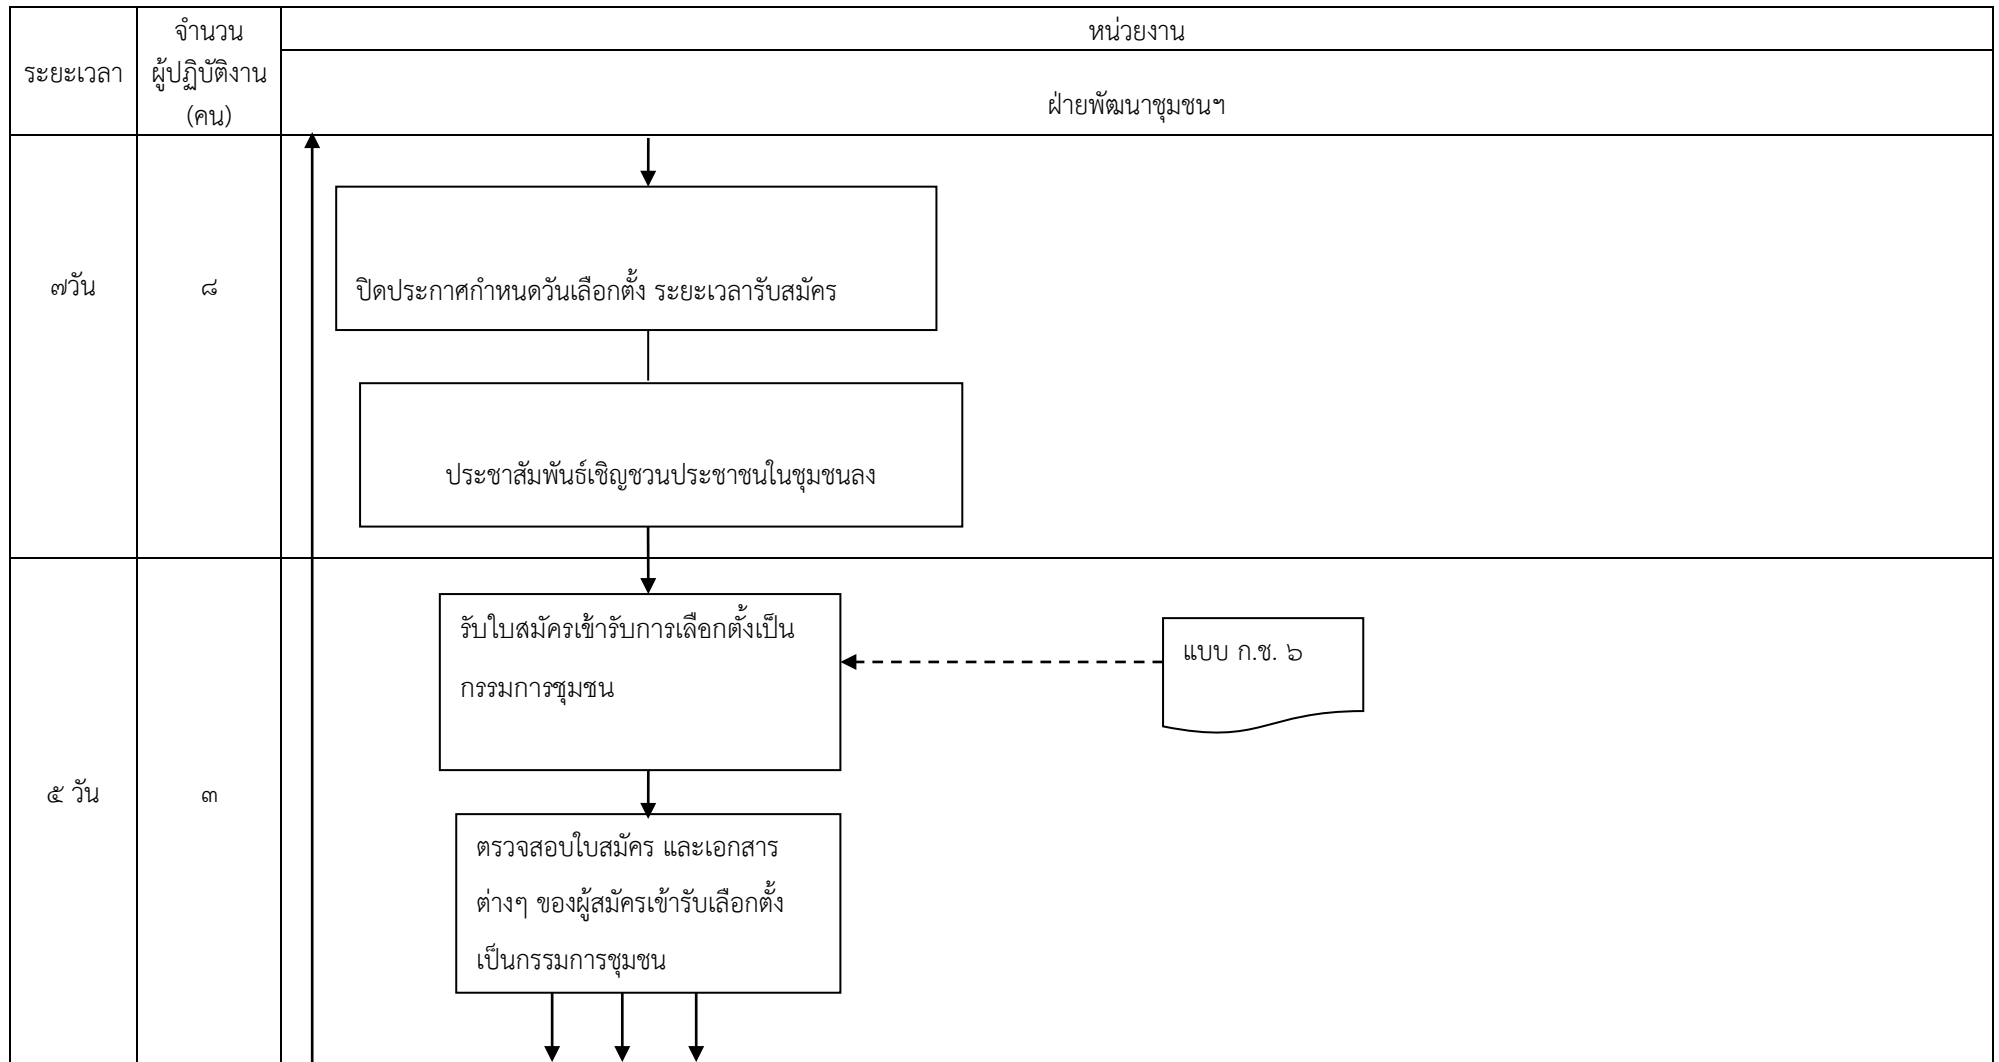 ระยะเวลา
จำนวน
ผู้ปฏิบัติงาน
(คน)
หน่วยงาน
ฝ่ายพัฒนาชุมชนฯ
๗วัน
๘
ปิดประกาศกำหนดวันเลือกตั้ง ระยะเวลารับสมัคร
ประชาสัมพันธ์เชิญชวนประชาชนในชุมชนลง
๕ วัน
๓
รับใบสมัครเข้ารับการเลือกตั้งเป็น
กรรมการชุมชน
แบบ ก.ช. ๖
ตรวจสอบใบสมัคร และเอกสาร
ต่างๆ ของผู้สมัครเข้ารับเลือกตั้ง
เป็นกรรมการชุมชน